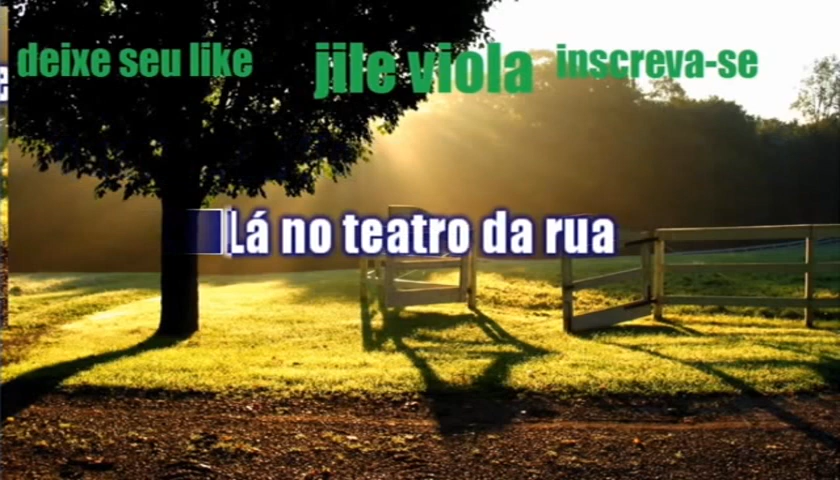 deixe seu like jile viola inscreva-se
Lá no teatro da rua